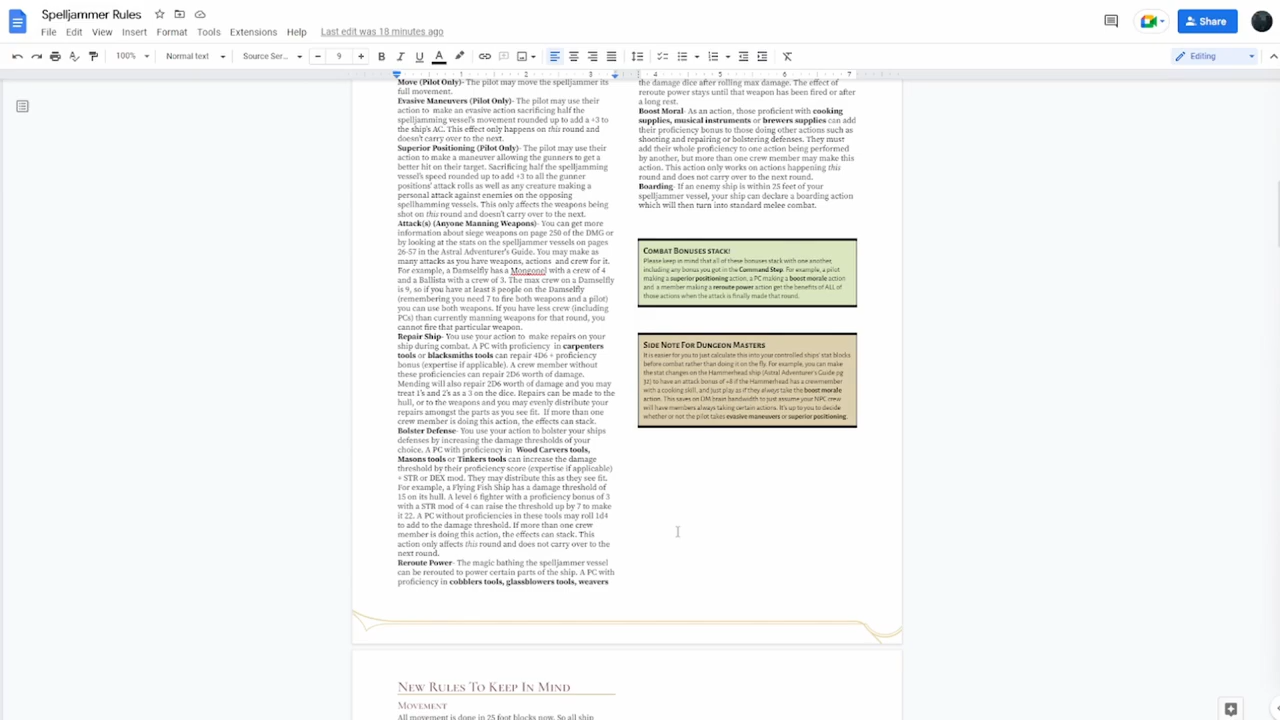 Spelljammer Rules
File Edit View Insert Format Tools Extensions Help Last edit was 18 minutes ago
Share
100% Normal text Source Ser... 9 Editing
1 2 3 4 5 6 7
Move (Pilot Only)- The pilot may move the spelljammer its
full movement.
Evasive Maneuvers (Pilot Only)- The pilot may use their
action to make an evasive action sacrificing half the
spelljamming vessel's movement rounded up to add a +3 to
the ship's AC. This effect only happens on this round and
doesn't carry over to the next.
Superior Positioning (Pilot Only)- The pilot may use their
action to make a maneuver allowing the gunners to get a
better hit on their target. Sacrificing half the spelljamming
vessel's speed rounded up to add +3 to all the gunner
positions' attack rolls as well as any creature making a
personal attack against enemies on the opposing
spellhamming vessels. This only affects the weapons being
shot on this round and doesn't carry over to the next.
Attack(s) (Anyone Manning Weapons)- You can get more
information about siege weapons on page 250 of the DMG or
by looking at the stats on the spelljammer vessels on pages
26-57 in the Astral Adventurer's Guide. You may make as
many attacks as you have weapons, actions and crew for it.
For example, a Damselfly has a Mongonel with a crew of 4
and a Ballista with a crew of 3. The max crew on a Damselfly
is 9, so if you have at least 8 people on the Damselfly
(remembering you need 7 to fire both weapons and a pilot)
you can use both weapons. If you have less crew (including
PCs) than currently manning weapons for that round, you
cannot fire that particular weapon.
Repair Ship- You use your action to make repairs on your
ship during combat. A PC with proficiency in carpenters
tools or blacksmiths tools can repair 4D6 + proficiency
bonus (expertise if applicable). A crew member without
these proficiencies can repair 2D6 worth of damage.
Mending will also repair 2D6 worth of damage and you may
treat 1's and 2's as a 3 on the dice. Repairs can be made to the
hull, or to the weapons and you may evenly distribute your
repairs amongst the parts as you see fit. If more than one
crew member is doing this action, the effects can stack.
Bolster Defense- You use your action to bolster your ships
defenses by increasing the damage thresholds of your
choice. A PC with proficiency in Wood Carvers tools,
Masons tools or Tinkers tools can increase the damage
threshold by their proficiency score (expertise if applicable)
+ STR or DEX mod. They may distribute this as they see fit.
For example, a Flying Fish Ship has a damage threshold of
15 on its hull. A level 6 fighter with a proficiency bonus of 3
with a STR mod of 4 can raise the threshold up by 7 to make
it 22. A PC without proficiencies in these tools may roll 1d4
to add to the damage threshold. If more than one crew
member is doing this action, the effects can stack. This
action only affects this round and does not carry over to the
next round.
Reroute Power- The magic bathing the spelljammer vessel
can be rerouted to power certain parts of the ship. A PC with
proficiency in cobblers tools, glassblowers tools, weavers
the damage dice after rolling max damage. The effect of
reroute power stays until that weapon has been fired or after
a long rest.
Boost Moral- As an action, those proficient with cooking
supplies, musical instruments or brewers supplies can add
their proficiency bonus to those doing other actions such as
shooting and repairing or bolstering defenses. They must
add their whole proficiency to one action being performed
by another, but more than one crew member may make this
action. This action only works on actions happening this
round and does not carry over to the next round.
Boarding- If an enemy ship is within 25 feet of your
spelljammer vessel, your ship can declare a boarding action
which will then turn into standard melee combat.
Combat Bonuses stack!
Please keep in mind that all of these bonuses stack with one another,
including any bonus you got in the Command Step. For example, a pilot
making a superior positioning action, a PC making a boost morale action
and a member making a reroute power action get the benefits of ALL of
those actions when the attack is finally made that round.
Side Note For Dungeon Masters
It is easier for you to just calculate this into your controlled ships' stat blocks
before combat rather than doing it on the fly. For example, you can make
the stat changes on the Hammerhead ship (Astral Adventurer's Guide pg
32) to have an attack bonus of +8 if the Hammerhead has a crewmember
with a cooking skill, and just play as if they always take the boost morale
action. This saves on DM brain bandwidth to just assume your NPC crew
will have members always taking certain actions. It's up to you to decide
whether or not the pilot takes evasive maneuvers or superior positioning.
New Rules To Keep In Mind
Movement
All movement is done in 25 foot blocks now. So all ship